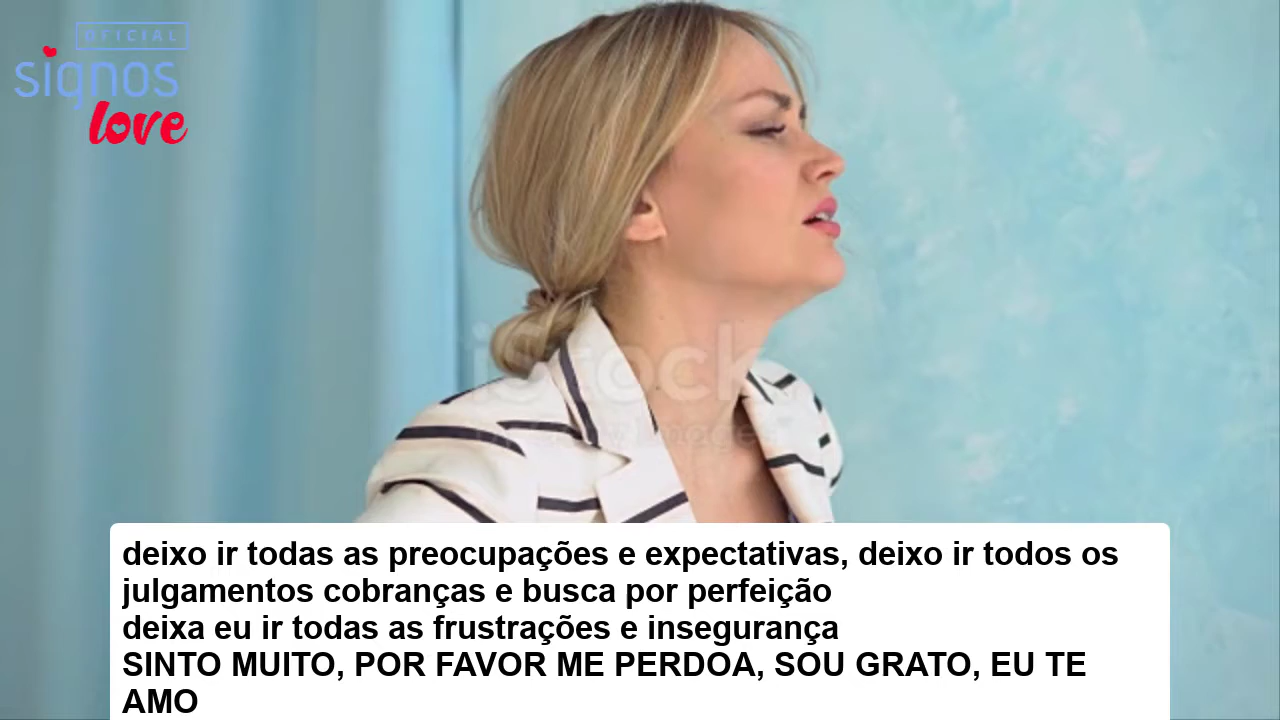 OFICIAL
signos
love
iStock
deixo ir todas as preocupações e expectativas, deixo ir todos os
julgamentos cobranças e busca por perfeição
deixa eu ir todas as frustrações e insegurança
SINTO MUITO, POR FAVOR ME PERDOA, SOU GRATO, EU TE
AMO